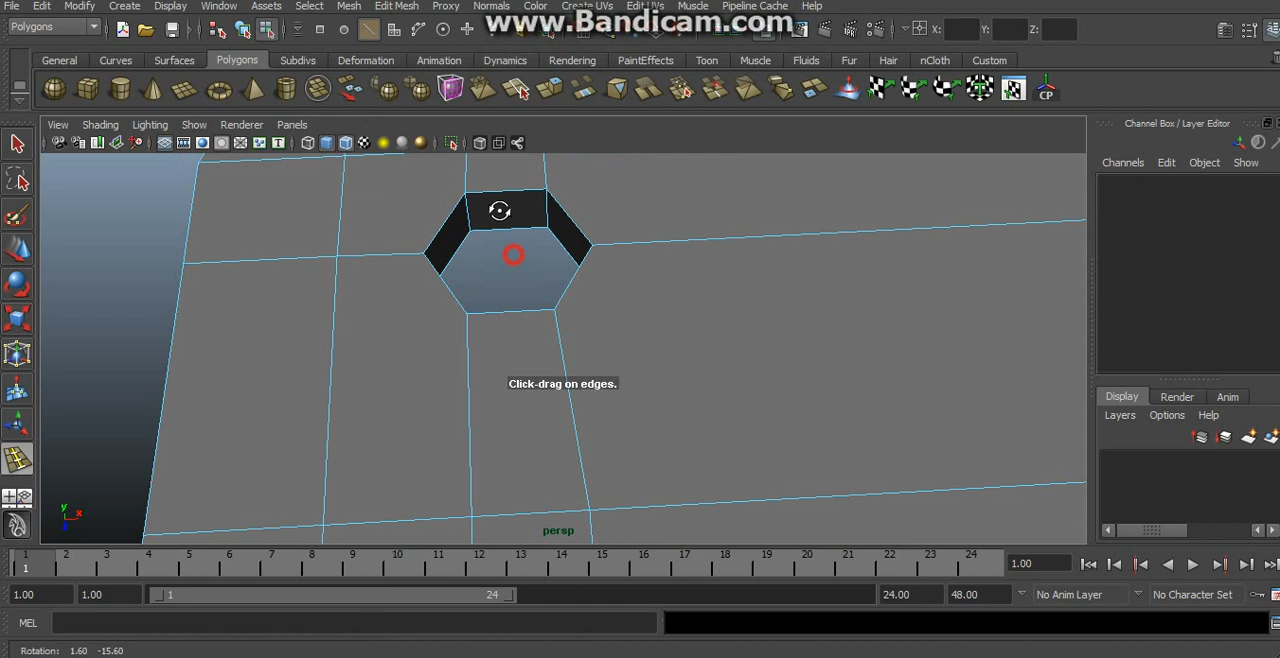 File Edit Modify Create Display Window Assets Select Mesh Edit Mesh Proxy Normals Color Create UVs Edit UVs Muscle Pipeline Cache Help
www.Bandicam.com
Polygons
X: Y: Z:
General Curves Surfaces Polygons Subdivs Deformation Animation Dynamics Rendering PaintEffects Toon Muscle Fluids Fur Hair nCloth Custom
CP
View Shading Lighting Show Renderer Panels
Channel Box / Layer Editor
Channels Edit Object Show
Click-drag on edges.
Display Render Anim
Layers Options Help
y x z
persp
1 2 3 4 5 6 7 8 9 10 11 12 13 14 15 16 17 18 19 20 21 22 23 24
1
1.00
1.00 1.00 1 24 24.00 48.00 No Anim Layer No Character Set
MEL
Rotation: 1.60 -15.60